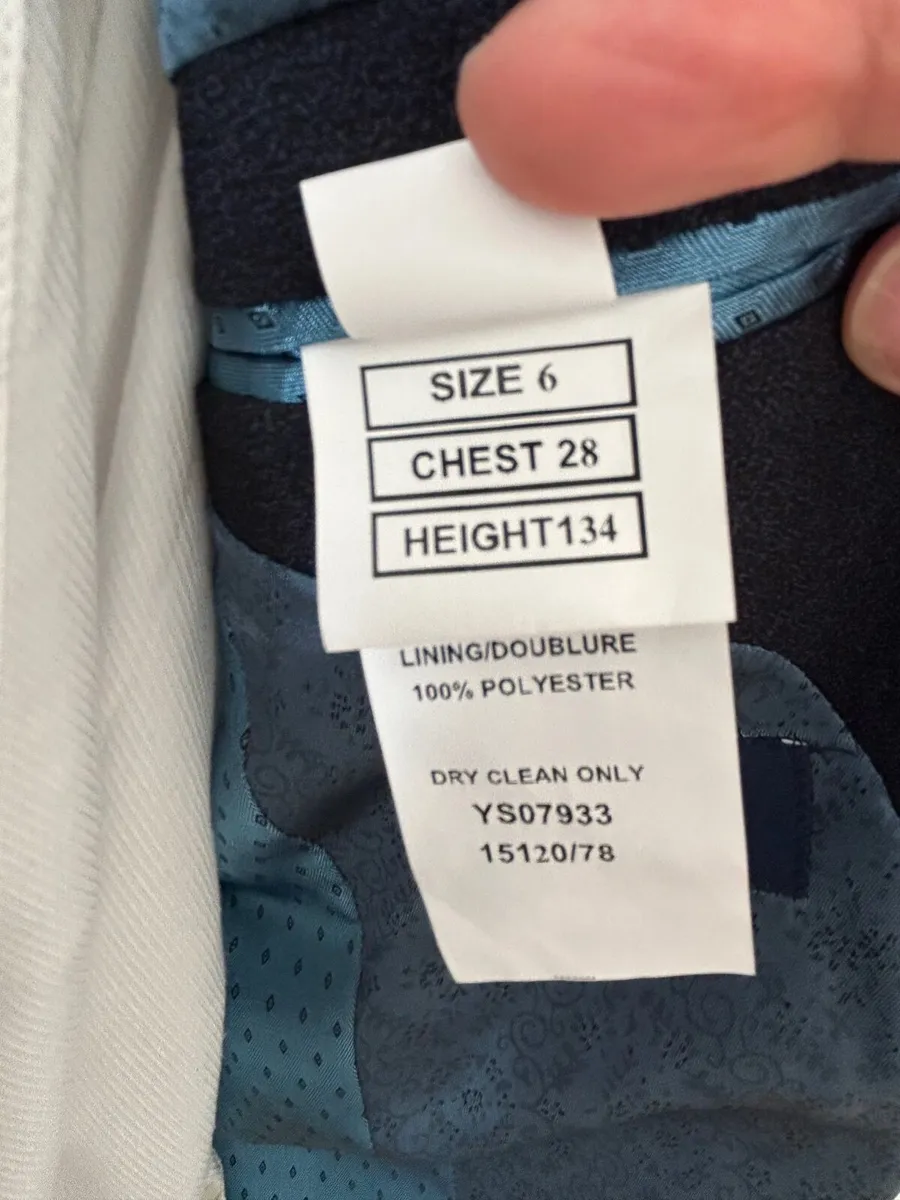 SIZE 6
CHEST 28
HEIGHT134
LINING/DOUBLURE
100% POLYESTER
DRY CLEAN ONLY
YS07933
15120/78